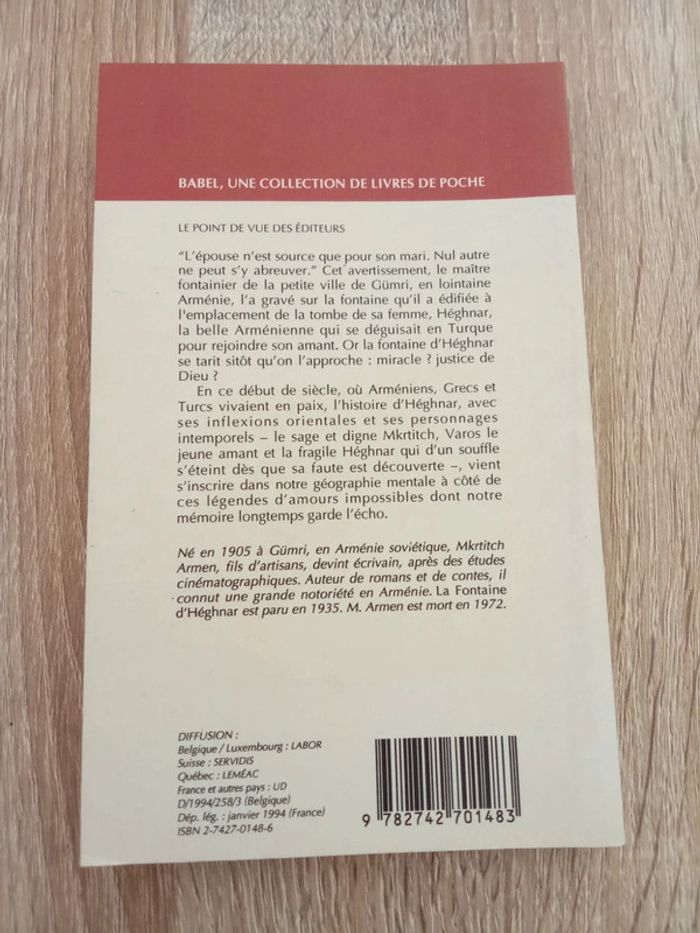 BABEL, UNE COLLECTION DE LIVRES DE POCHE
LE POINT DE VUE DES ÉDITEURS
“L’épouse n’est source que pour son mari. Nul autre
ne peut s’y abreuver.” Cet avertissement, le maître
fontainier de la petite ville de Gümri, en lointaine
Arménie, l’a gravé sur la fontaine qu’il a édifiée à
l'emplacement de la tombe de sa femme, Héghnar,
la belle Arménienne qui se déguisait en Turque
pour rejoindre son amant. Or la fontaine d’Héghnar
se tarit sitôt qu’on l’approche : miracle ? justice de
Dieu ?
En ce début de siècle, où Arméniens, Grecs et
Turcs vivaient en paix, l’histoire d’Héghnar, avec
ses inflexions orientales et ses personnages
intemporels – le sage et digne Mkrtitch, Varos le
jeune amant et la fragile Héghnar qui d’un souffle
s’éteint dès que sa faute est découverte –, vient
s’inscrire dans notre géographie mentale à côté de
ces légendes d’amours impossibles dont notre
mémoire longtemps garde l’écho.
Né en 1905 à Gümri, en Arménie soviétique, Mkrtitch
Armen, fils d’artisans, devint écrivain, après des études
cinématographiques. Auteur de romans et de contes, il
connut une grande notoriété en Arménie. La Fontaine
d’Héghnar est paru en 1935. M. Armen est mort en 1972.
DIFFUSION :
Belgique / Luxembourg : LABOR
Suisse : SERVIDIS
Québec : LEMÉAC
France et autres pays : UD
D/1994/258/3 (Belgique)
Dép. lég. : janvier 1994 (France)
ISBN 2-7427-0148-6
9 782742 701483